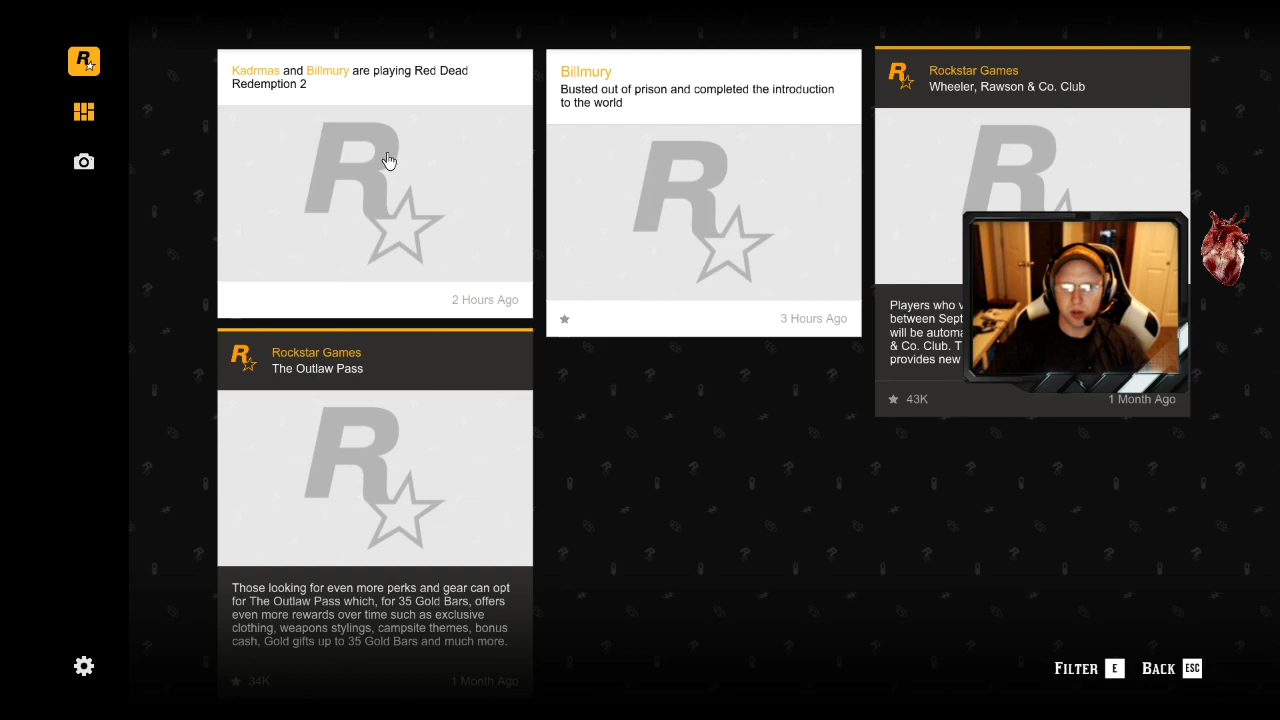 Kadrmas and Billmury are playing Red Dead
Redemption 2
2 Hours Ago
Billmury
Busted out of prison and completed the introduction
to the world
3 Hours Ago
Rockstar Games
Wheeler, Rawson & Co. Club
Players who
between Sept
will be automa
& Co. Club. T
provides new
43K
1 Month Ago
Rockstar Games
The Outlaw Pass
Those looking for even more perks and gear can opt
for The Outlaw Pass which, for 35 Gold Bars, offers
even more rewards over time such as exclusive
clothing, weapons stylings, campsite themes, bonus
cash, Gold gifts up to 35 Gold Bars and much more.
34K
1 Month Ago
FILTER E BACK ESC